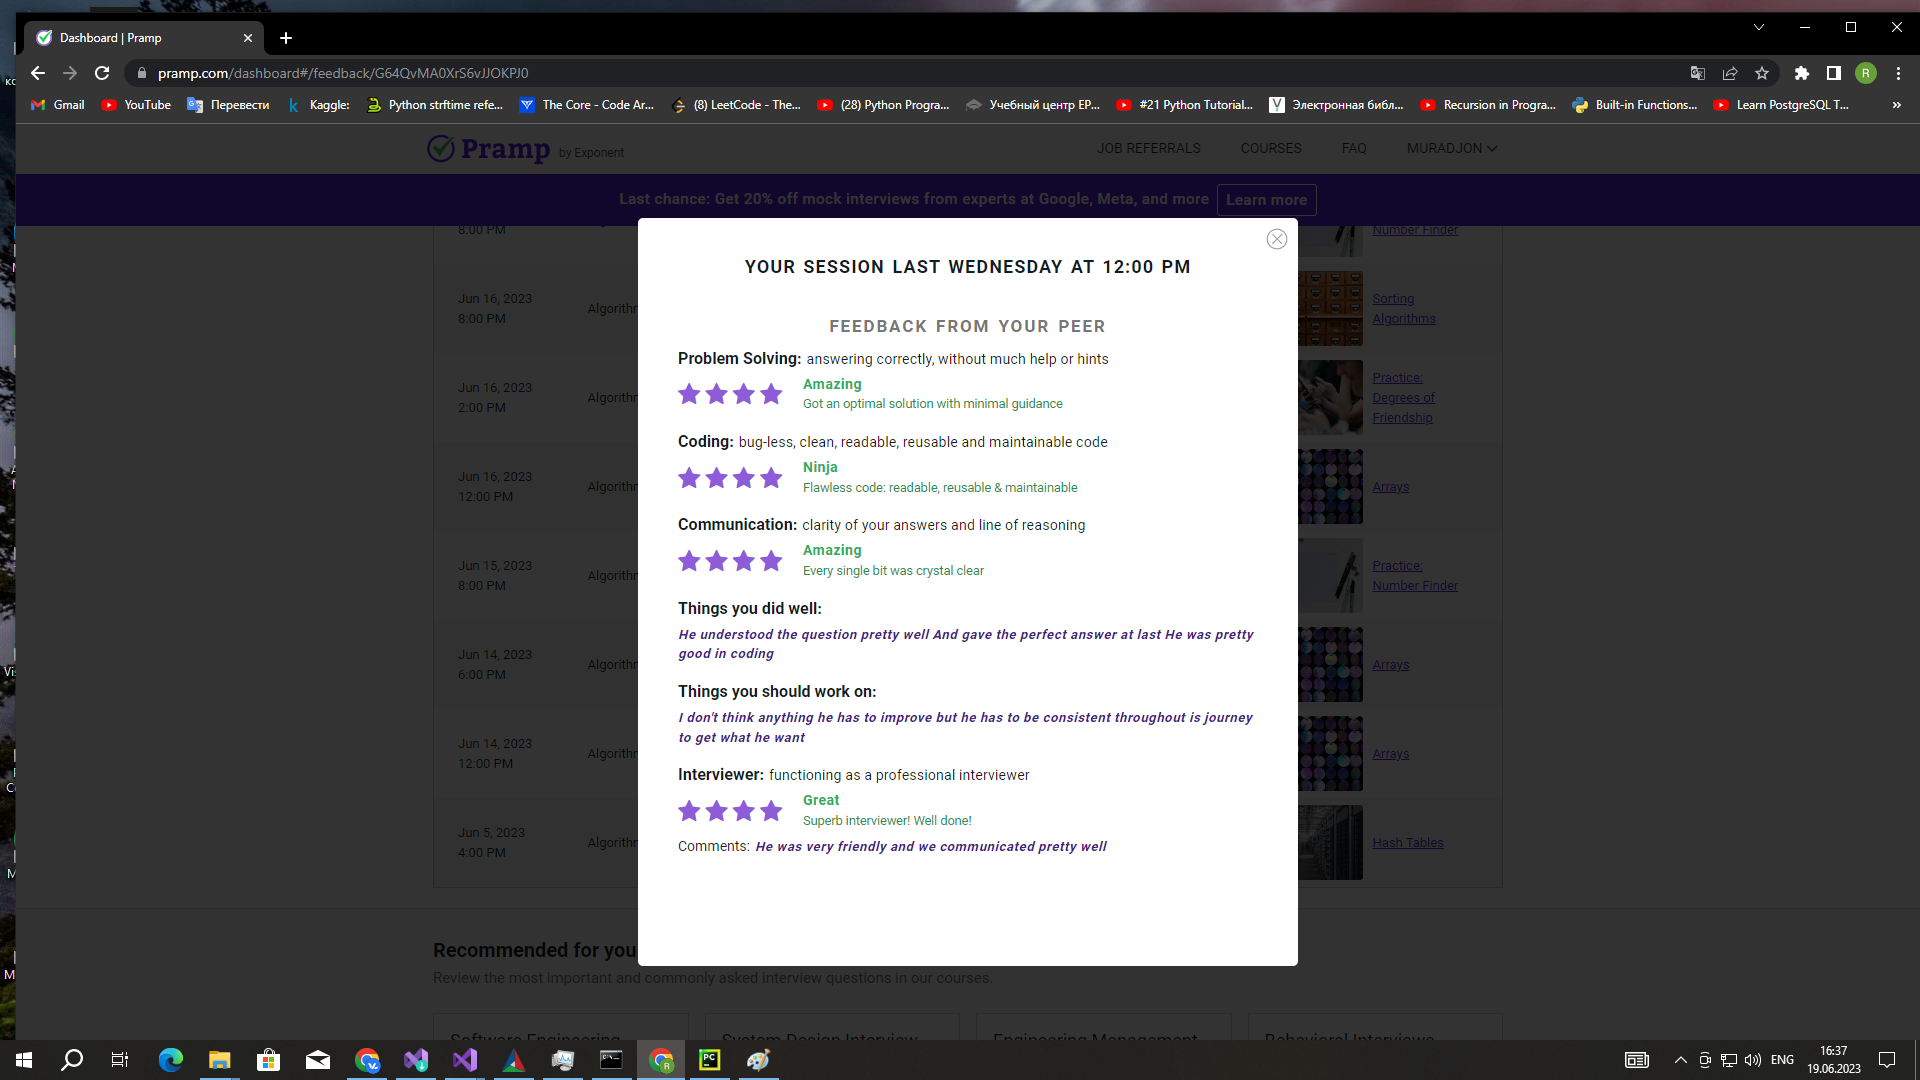 Dashboard | Pramp
pramp.com/dashboard#/feedback/G64QvMA0XrS6vJJOKPJ0
R
Gmail
YouTube
Перевести
Kaggle:
Python strftime refe...
The Core - Code Ar...
(8) LeetCode - The...
(28) Python Progra...
Учебный центр EP...
#21 Python Tutorial...
Электронная библ...
Recursion in Progra...
Built-in Functions...
Learn PostgreSQL T...
»
Pramp by Exponent
JOB REFERRALS
COURSES
FAQ
MURADJON
Last chance: Get 20% off mock interviews from experts at Google, Meta, and more Learn more
8:00 PM
Number Finder
Jun 16, 2023
8:00 PM
Algorithm
Sorting
Algorithms
Jun 16, 2023
2:00 PM
Algorithm
Practice:
Degrees of
Friendship
Jun 16, 2023
12:00 PM
Algorithm
Arrays
Jun 15, 2023
8:00 PM
Algorithm
Practice:
Number Finder
Jun 14, 2023
6:00 PM
Algorithm
Arrays
Jun 14, 2023
12:00 PM
Algorithm
Arrays
Jun 5, 2023
4:00 PM
Algorithm
Hash Tables
YOUR SESSION LAST WEDNESDAY AT 12:00 PM
FEEDBACK FROM YOUR PEER
Problem Solving: answering correctly, without much help or hints
Amazing
Got an optimal solution with minimal guidance
Coding: bug-less, clean, readable, reusable and maintainable code
Ninja
Flawless code: readable, reusable & maintainable
Communication: clarity of your answers and line of reasoning
Amazing
Every single bit was crystal clear
Things you did well:
He understood the question pretty well And gave the perfect answer at last He was pretty
good in coding
Things you should work on:
I don't think anything he has to improve but he has to be consistent throughout is journey
to get what he want
Interviewer: functioning as a professional interviewer
Great
Superb interviewer! Well done!
Comments: He was very friendly and we communicated pretty well
Recommended for you
Review the most important and commonly asked interview questions in our courses.
Software Engineering
System Design Interview
Engineering Management
Behavioral Interviews
ENG
16:37
19.06.2023